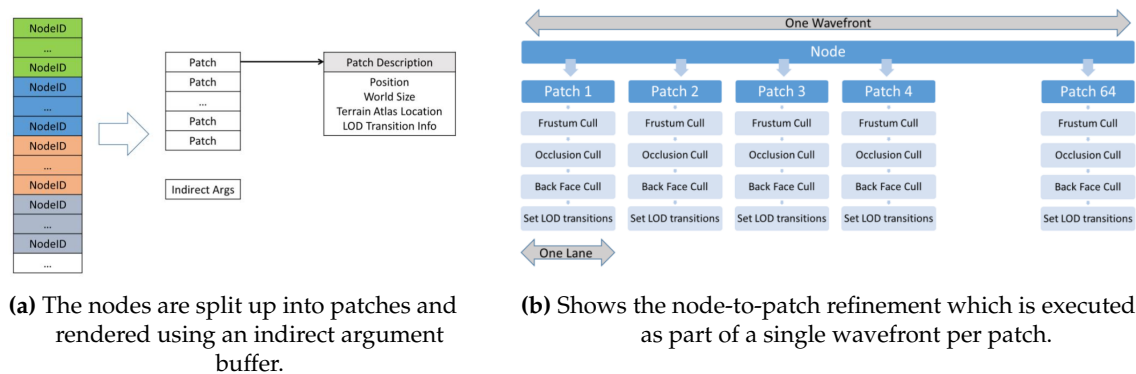 NodeID
...
NodeID
NodeID
...
NodeID
NodeID
...
NodeID
NodeID
...
NodeID
...
Patch
Patch
...
Patch
Patch
Indirect Args
Patch Description
Position
World Size
Terrain Atlas Location
LOD Transition Info
(a) The nodes are split up into patches and
rendered using an indirect argument
buffer.
One Wavefront
Node
Patch 1
Frustum Cull
Occlusion Cull
Back Face Cull
Set LOD transitions
Patch 2
Frustum Cull
Occlusion Cull
Back Face Cull
Set LOD transitions
Patch 3
Frustum Cull
Occlusion Cull
Back Face Cull
Set LOD transitions
Patch 4
Frustum Cull
Occlusion Cull
Back Face Cull
Set LOD transitions
Patch 64
Frustum Cull
Occlusion Cull
Back Face Cull
Set LOD transitions
One Lane
(b) Shows the node-to-patch refinement which is executed
as part of a single wavefront per patch.